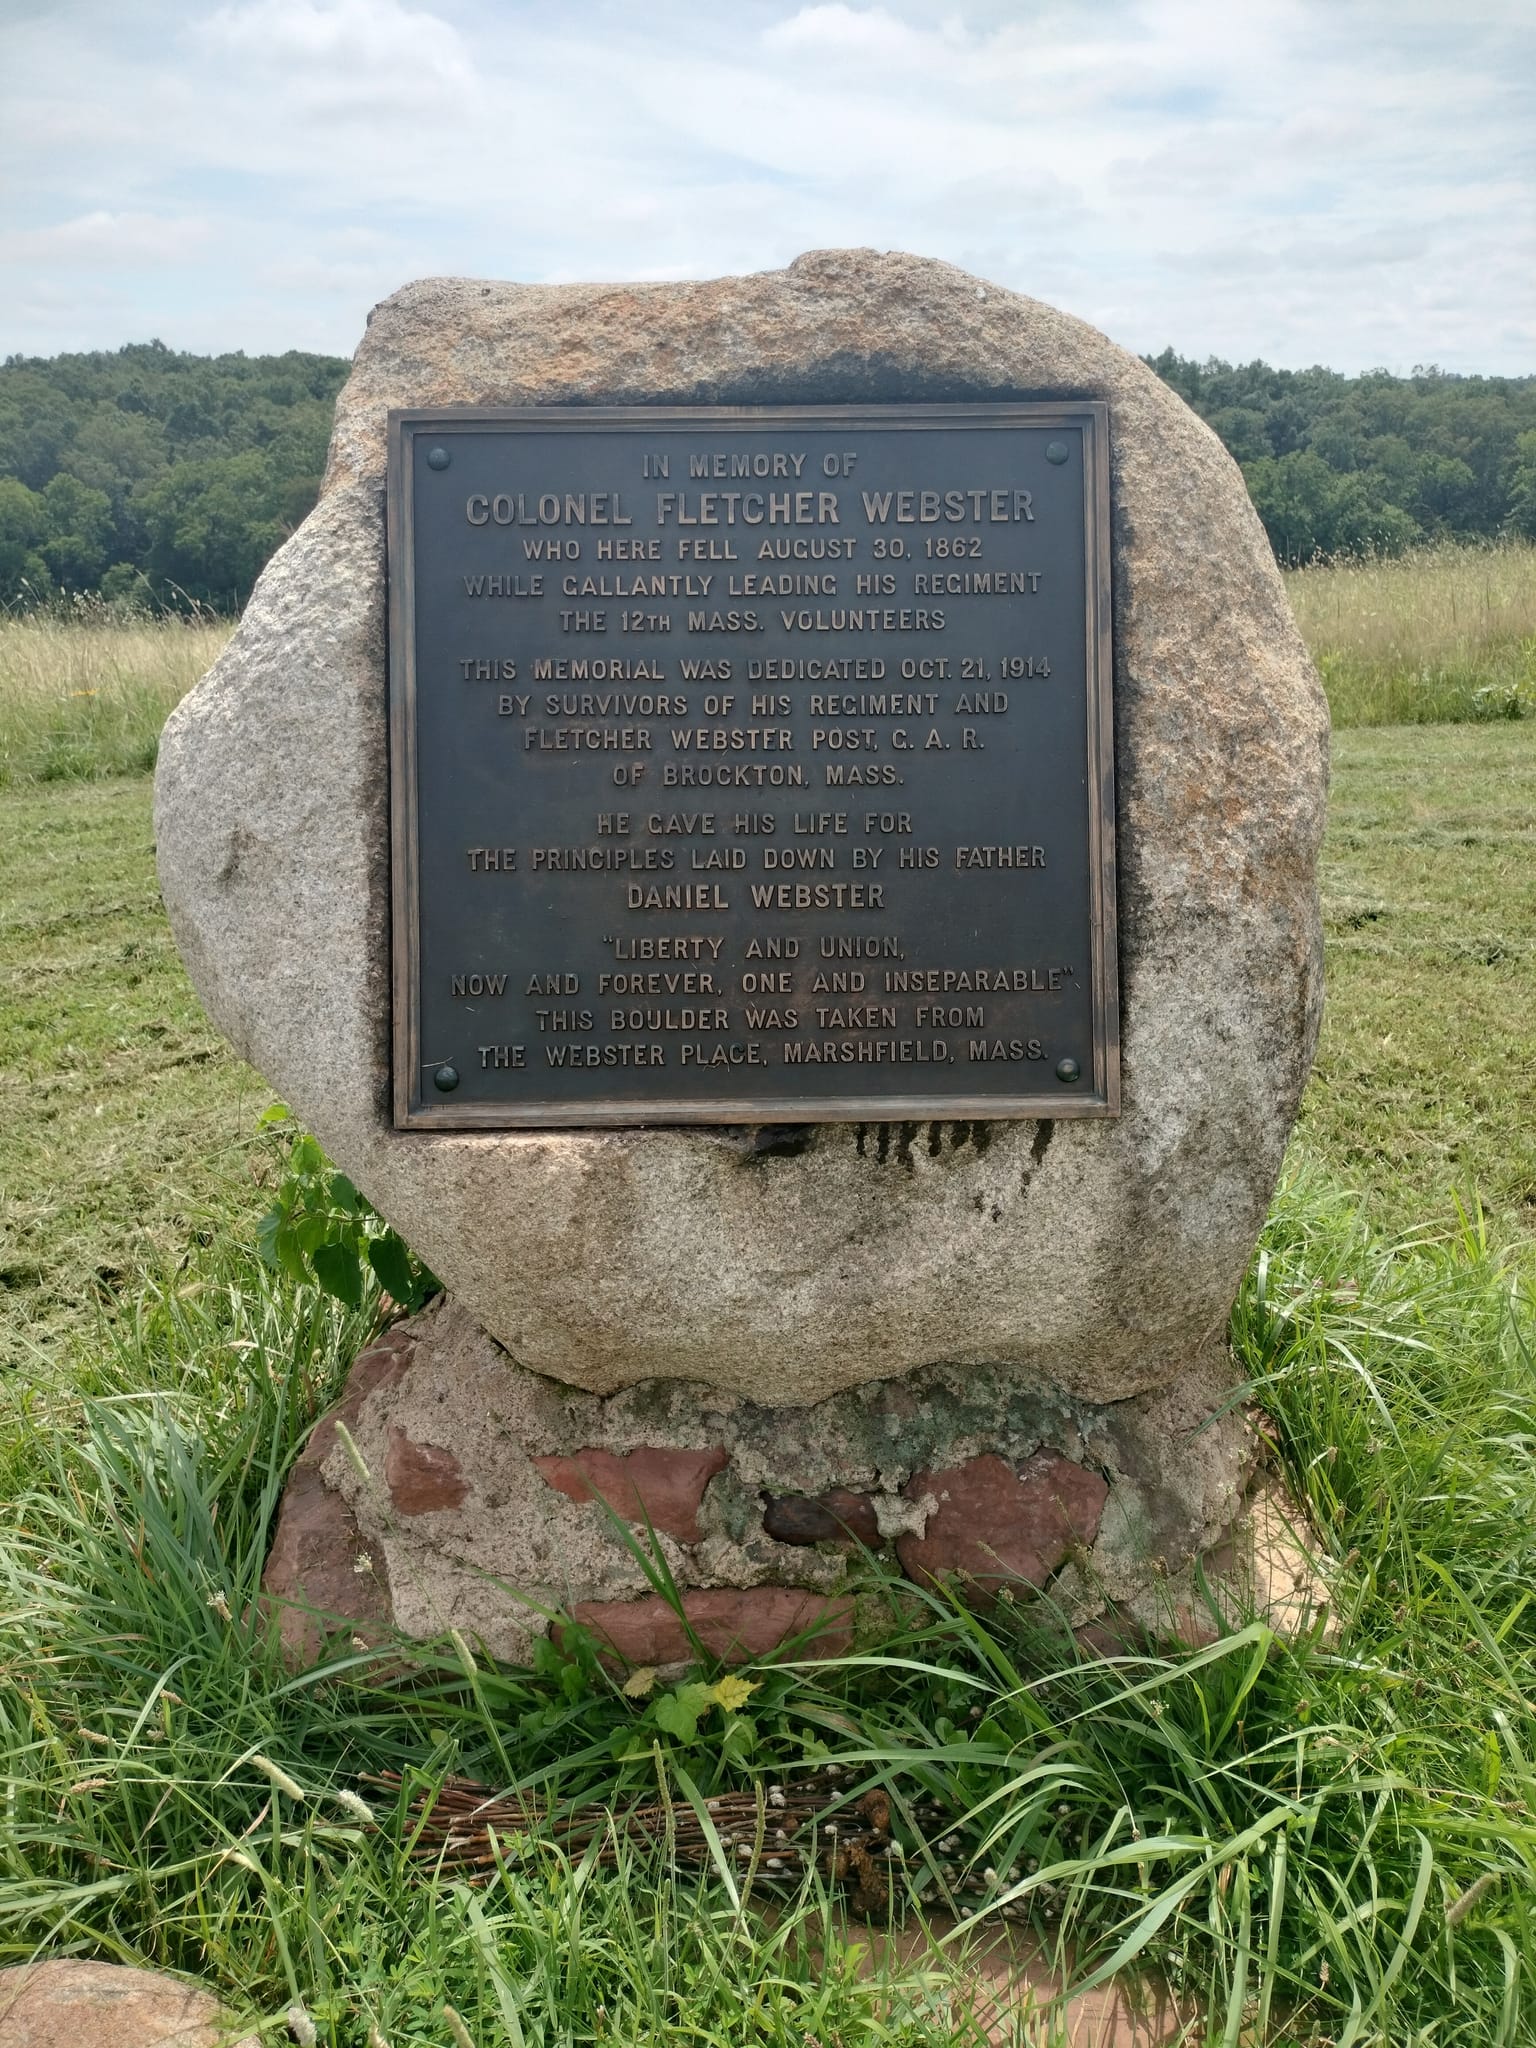 IN MEMORY OF
COLONEL FLETCHER WEBSTER
WHO HERE FELL AUGUST 30, 1862
WHILE GALLANTLY LEADING HIS REGIMENT
THE 12TH MASS. VOLUNTEERS
THIS MEMORIAL WAS DEDICATED OCT. 21, 1914
BY SURVIVORS OF HIS REGIMENT AND
FLETCHER WEBSTER POST, G. A. R.
OF BROCKTON, MASS.
HE GAVE HIS LIFE FOR
THE PRINCIPLES LAID DOWN BY HIS FATHER
DANIEL WEBSTER
"LIBERTY AND UNION,
NOW AND FOREVER, ONE AND INSEPARABLE"
THIS BOULDER WAS TAKEN FROM
THE WEBSTER PLACE, MARSHFIELD, MASS.